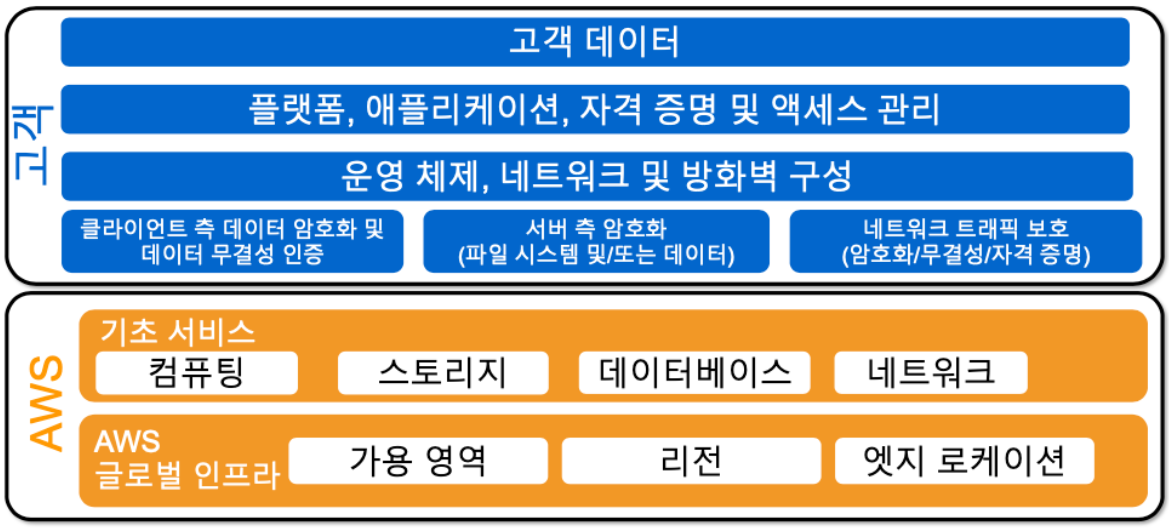 고객
고객 데이터
플랫폼, 애플리케이션, 자격 증명 및 액세스 관리
운영 체제, 네트워크 및 방화벽 구성
클라이언트 측 데이터 암호화 및
데이터 무결성 인증
서버 측 암호화
(파일 시스템 및/또는 데이터)
네트워크 트래픽 보호
(암호화/무결성/자격 증명)
AWS
기초 서비스
컴퓨팅
스토리지
데이터베이스
네트워크
AWS
글로벌 인프라
가용 영역
리전
엣지 로케이션